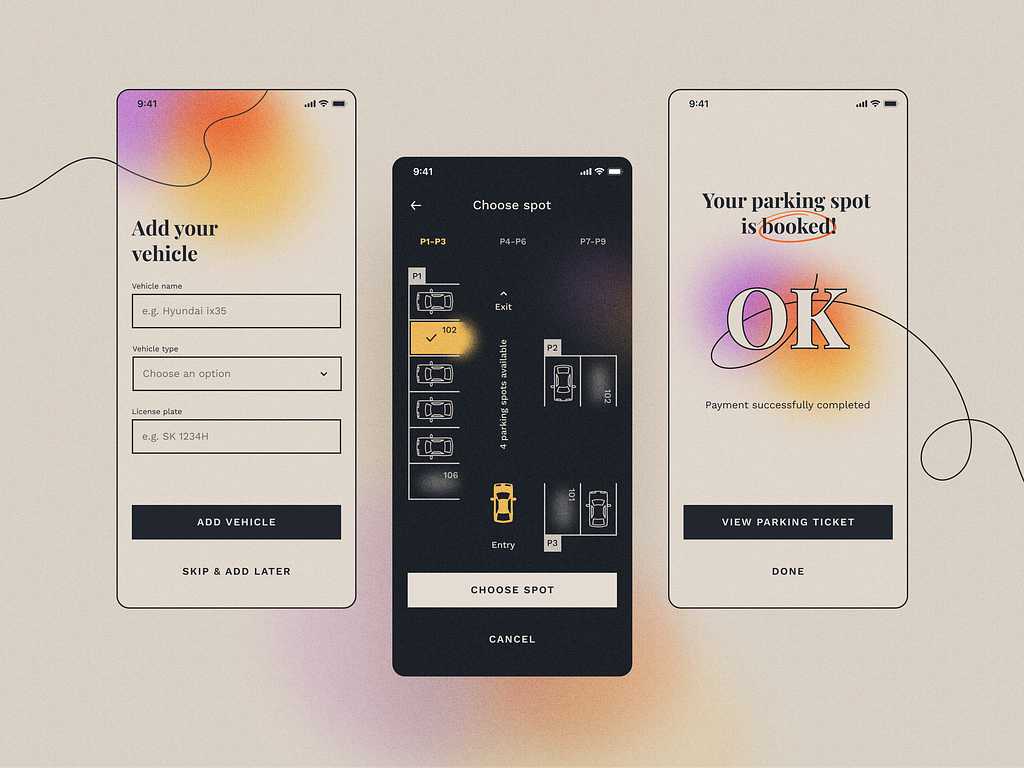 9:41
Add your
vehicle
Vehicle name
e.g. Hyundai ix35
Vehicle type
Choose an option
License plate
e.g. SK 1234H
ADD VEHICLE
SKIP & ADD LATER
9:41
Choose spot
P1-P3
P4-P6
P7-P9
P1
Exit
102
4 parking spots available
P2
102
106
101
Entry
P3
CHOOSE SPOT
CANCEL
9:41
Your parking spot
is booked!
OK
Payment successfully completed
VIEW PARKING TICKET
DONE